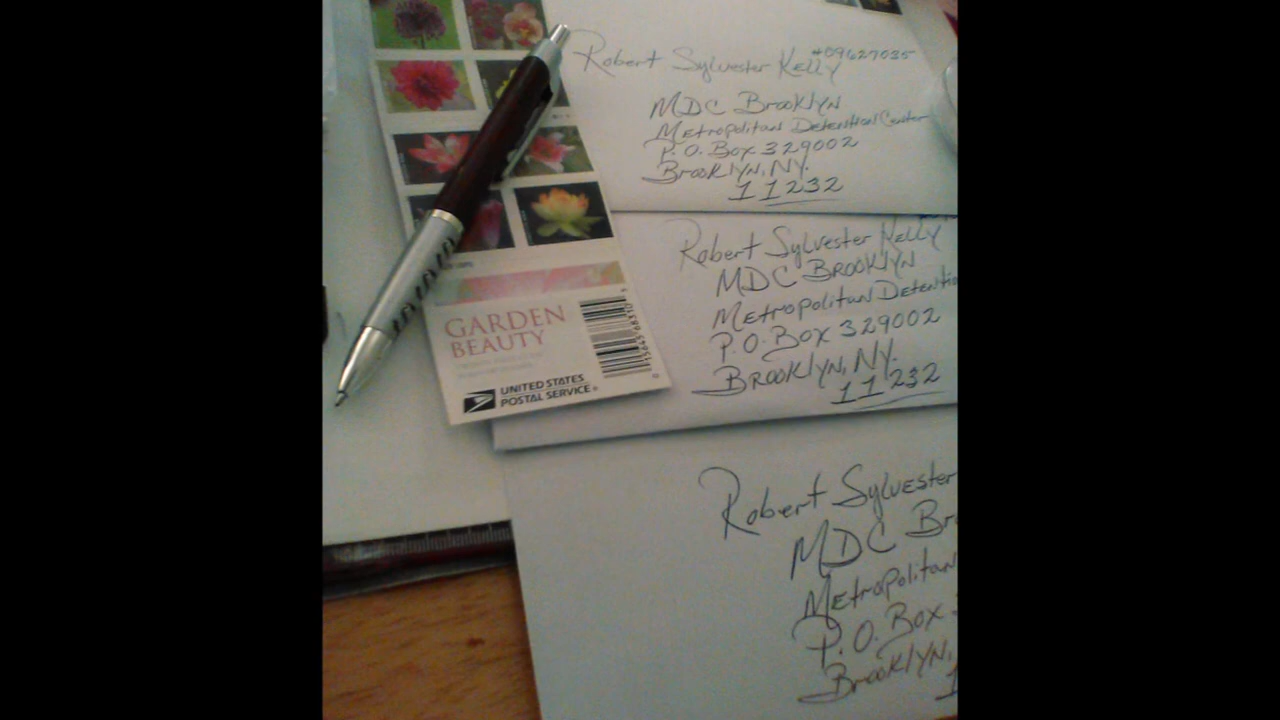 Robert Sylvester Kelly #09627035
MDC Brooklyn
Metropolitan Detention Center
P.O. Box 329002
Brooklyn, NY.
11232
Robert Sylvester Kelly
MDC Brooklyn
Metropolitan Detentio
P.O. Box 329002
Brooklyn, NY.
11232
GARDEN
BEAUTY
UNITED STATES
POSTAL SERVICE
Robert Sylvester
MDC Br
Metropolitan
P.O. Box
Brooklyn,
1